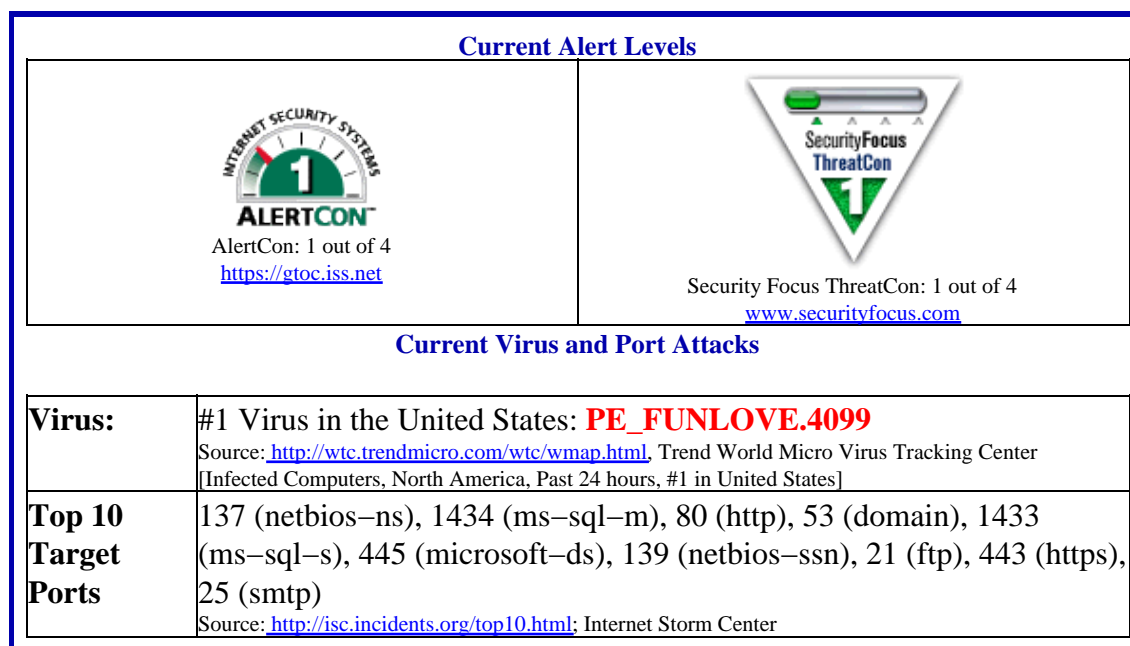 Current Alert Levels
INTERNET SECURITY SYSTEMS
1
ALERTCON™
AlertCon: 1 out of 4
https://gtoc.iss.net
SecurityFocus
ThreatCon
1
Security Focus ThreatCon: 1 out of 4
www.securityfocus.com
Current Virus and Port Attacks
Virus:
#1 Virus in the United States: PE_FUNLOVE.4099
Source: http://wtc.trendmicro.com/wtc/wmap.html, Trend World Micro Virus Tracking Center
[Infected Computers, North America, Past 24 hours, #1 in United States]
Top 10
Target
Ports
137 (netbios−ns), 1434 (ms−sql−m), 80 (http), 53 (domain), 1433
(ms−sql−s), 445 (microsoft−ds), 139 (netbios−ssn), 21 (ftp), 443 (https),
25 (smtp)
Source: http://isc.incidents.org/top10.html; Internet Storm Center